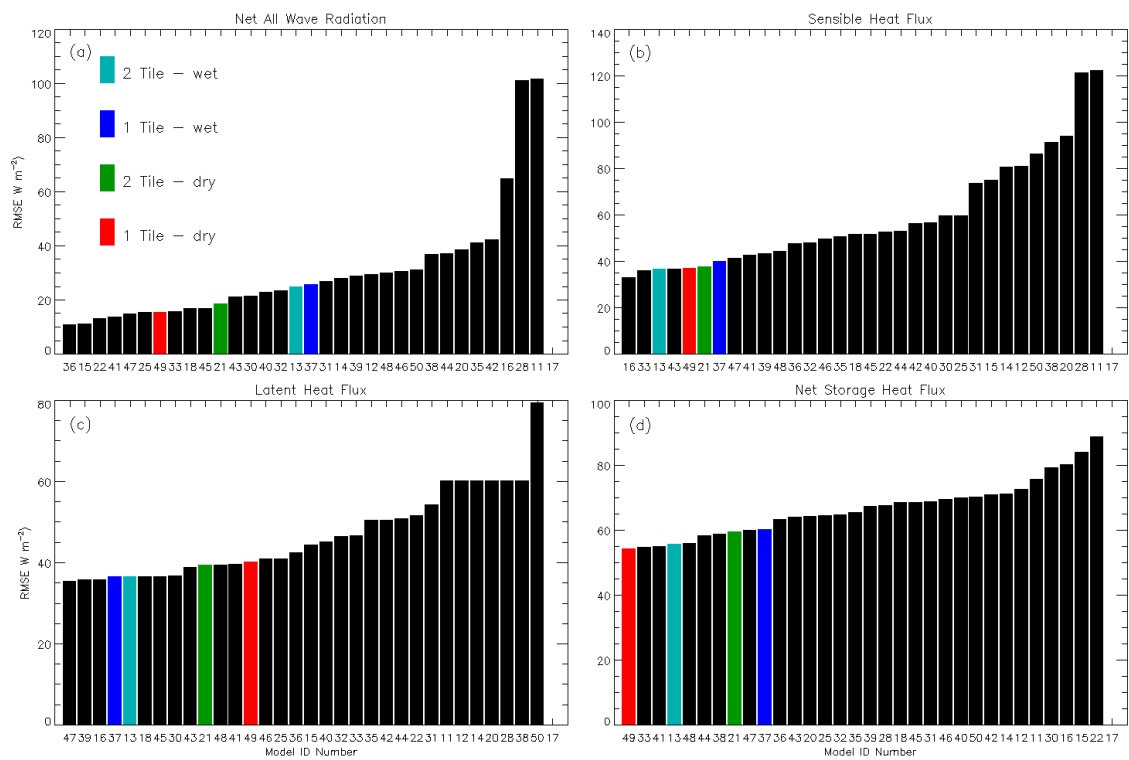 Net All Wave Radiation
120
(a)
100
80
60
40
20
0
RMSE W m⁻²)
2 Tile – wet
1 Tile – wet
2 Tile – dry
1 Tile – dry
36 15 22 41 47 25 49 33 18 45 21 43 30 40 32 13 37 31 14 39 12 48 46 50 38 44 20 35 42 16 28 11 17
Sensible Heat Flux
140
(b)
120
100
80
60
40
20
0
16 33 13 43 49 21 37 47 41 39 48 36 32 46 35 18 45 22 44 42 40 30 25 31 15 14 12 50 38 20 28 11 17
Latent Heat Flux
80
(c)
60
40
20
0
RMSE W m⁻²)
47 39 16 37 13 18 45 30 43 21 48 41 49 46 25 36 15 40 32 33 35 42 44 22 31 11 12 14 20 28 38 50 17
Model ID Number
Net Storage Heat Flux
100
(d)
80
60
40
20
0
49 33 41 13 48 44 38 21 47 37 36 43 20 25 32 35 39 28 18 45 31 46 40 50 42 14 12 11 30 16 15 22 17
Model ID Number